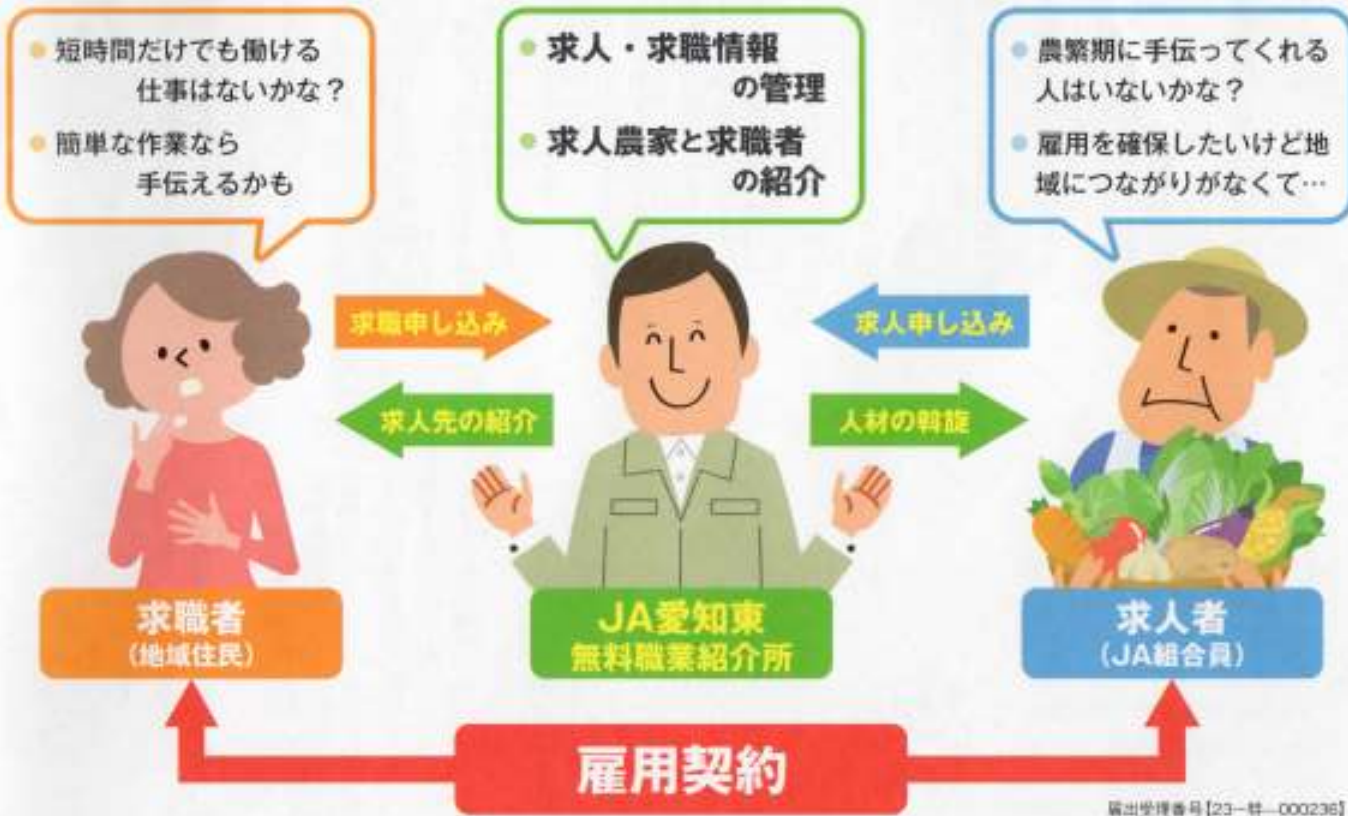 ● 短時間だけでも働ける
仕事はないかな？
● 簡単な作業なら
手伝えるかも
● 求人・求職情報
の管理
● 求人農家と求職者
の紹介
● 農繁期に手伝ってくれる
人はいないかな？
● 雇用を確保したいけど地
域につながりがなくて…
求職申し込み
求人申し込み
求人先の紹介
人材の斡旋
求職者
(地域住民)
JA愛知東
無料職業紹介所
求人者
(JA組合員)
雇用契約
届出受理番号【23－特－000236】